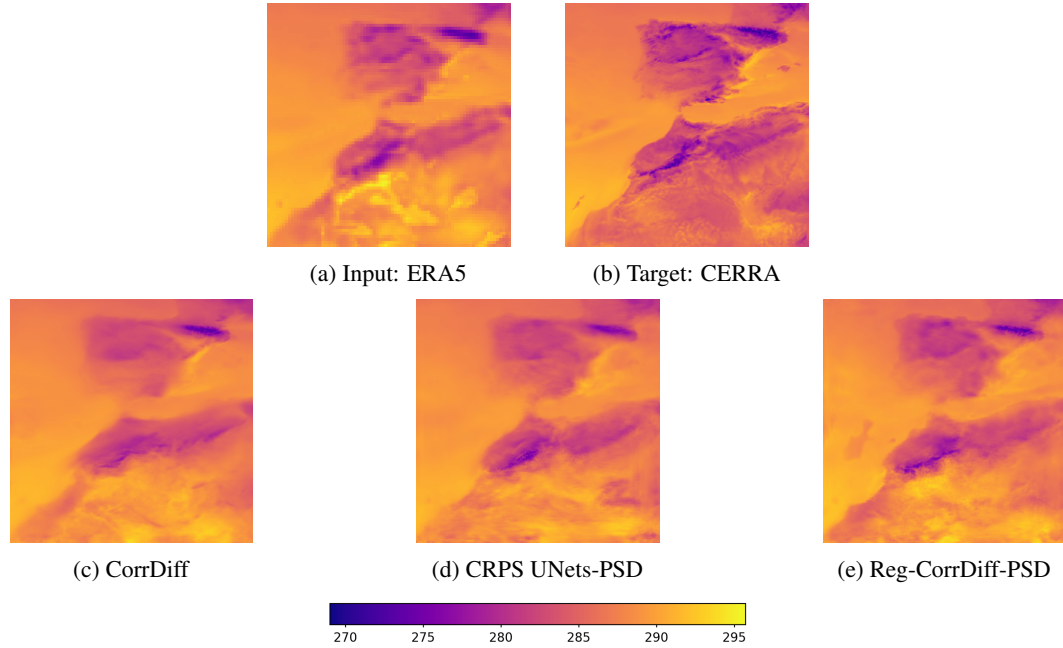 (a) Input: ERA5
(b) Target: CERRA
(c) CorrDiff
(d) CRPS UNets-PSD
(e) Reg-CorrDiff-PSD
270 275 280 285 290 295